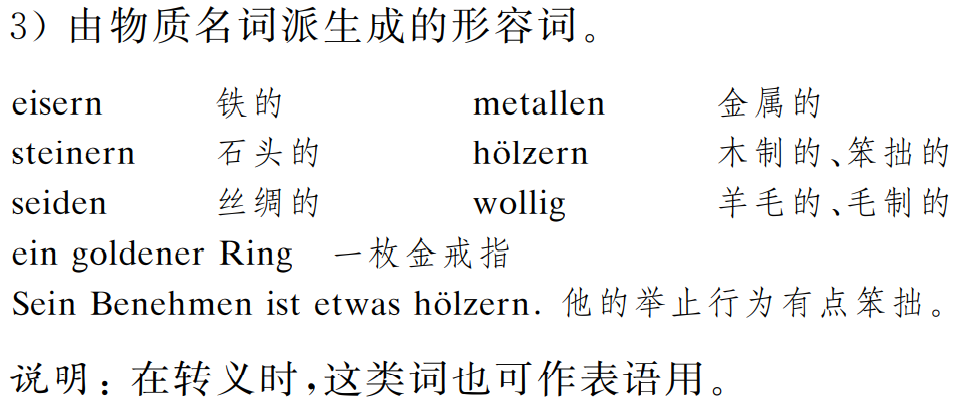 3) 由物质名词派生成的形容词。
eisern 铁的 metallen 金属的
steinern 石头的 hölzern 木制的、笨拙的
seiden 丝绸的 wollig 羊毛的、毛制的
ein goldener Ring 一枚金戒指
Sein Benehmen ist etwas hölzern. 他的举止行为有点笨拙。
说明：在转义时,这类词也可作表语用。